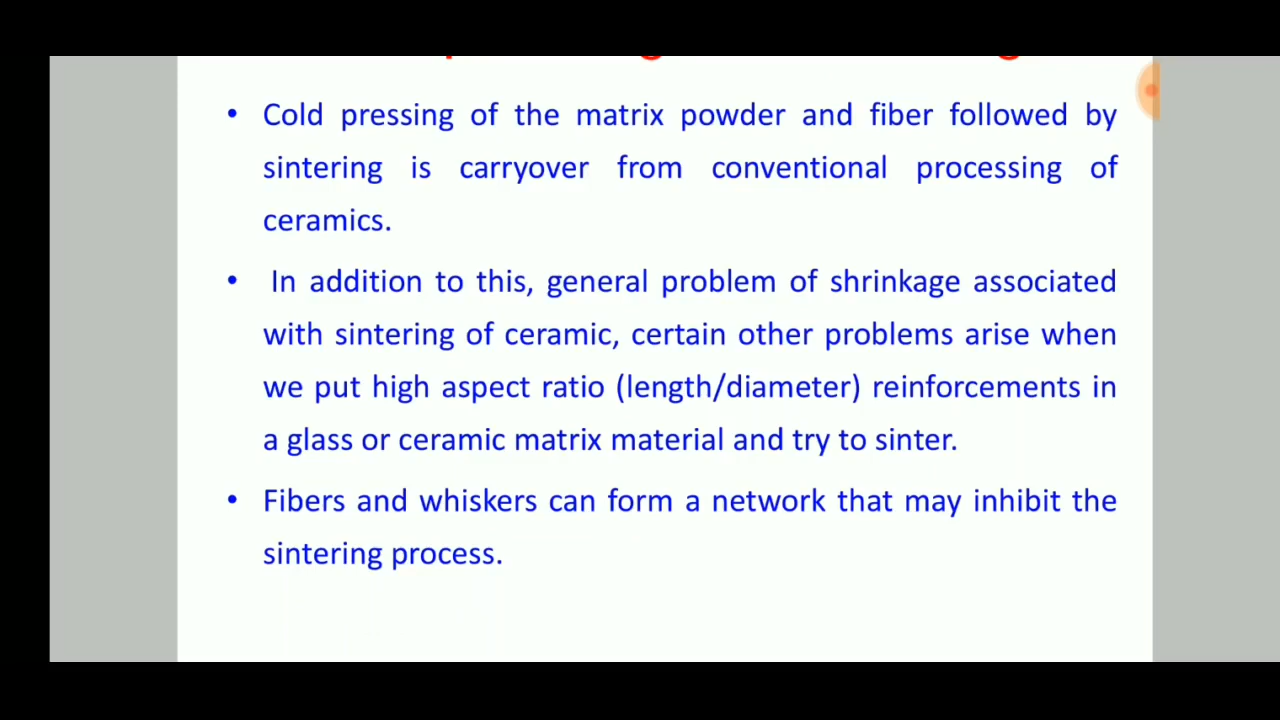 • Cold pressing of the matrix powder and fiber followed by
sintering is carryover from conventional processing of
ceramics.
• In addition to this, general problem of shrinkage associated
with sintering of ceramic, certain other problems arise when
we put high aspect ratio (length/diameter) reinforcements in
a glass or ceramic matrix material and try to sinter.
• Fibers and whiskers can form a network that may inhibit the
sintering process.